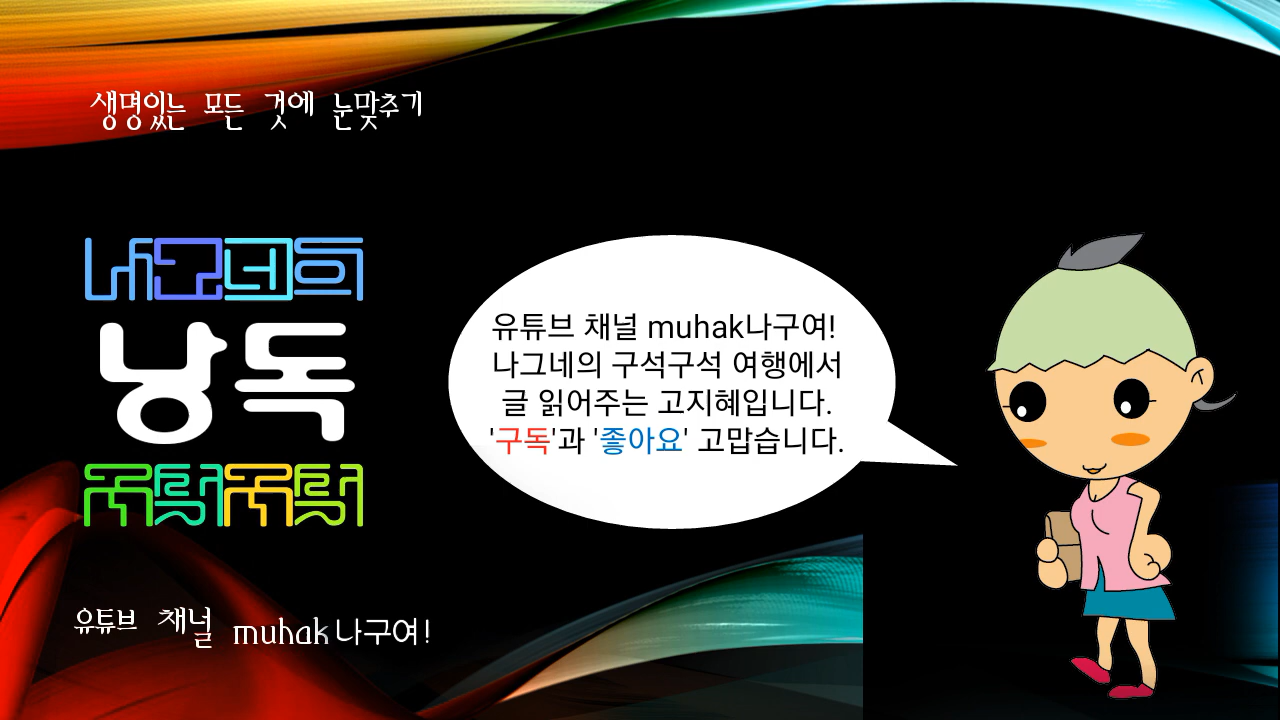 생명있는 모든 것에 눈맞추기
나그네의
낭독
구석구석
유튜브 채널 muhak나구여!
나그네의 구석구석 여행에서
글 읽어주는 고지혜입니다.
'구독'과 '좋아요' 고맙습니다.
유튜브 채널 muhak나구여!